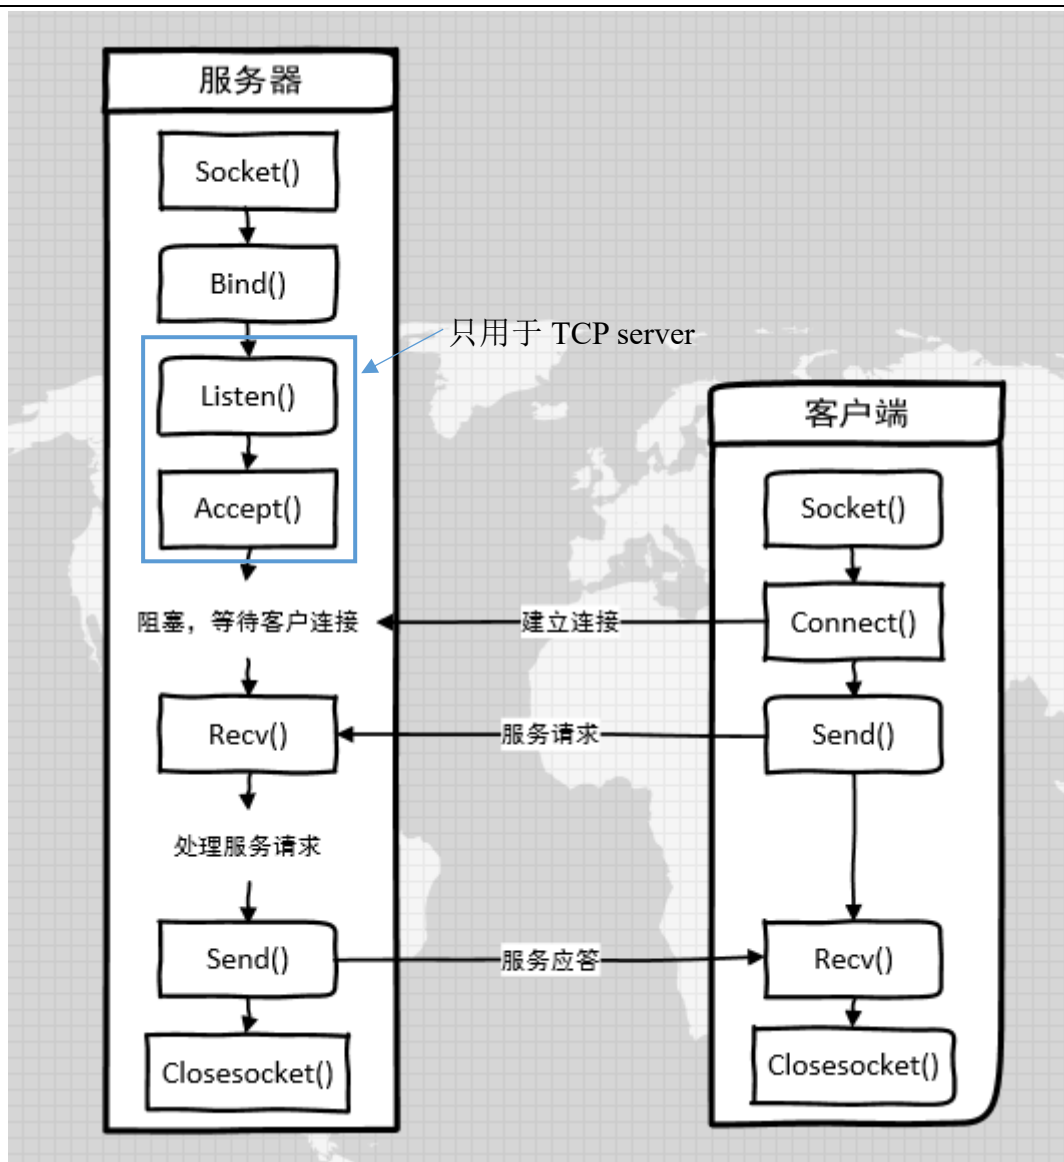 服务器
Socket()
Bind()
只用于 TCP server
Listen()
Accept()
阻塞，等待客户连接
Recv()
处理服务请求
Send()
Closesocket()
建立连接
服务请求
服务应答
客户端
Socket()
Connect()
Send()
Recv()
Closesocket()